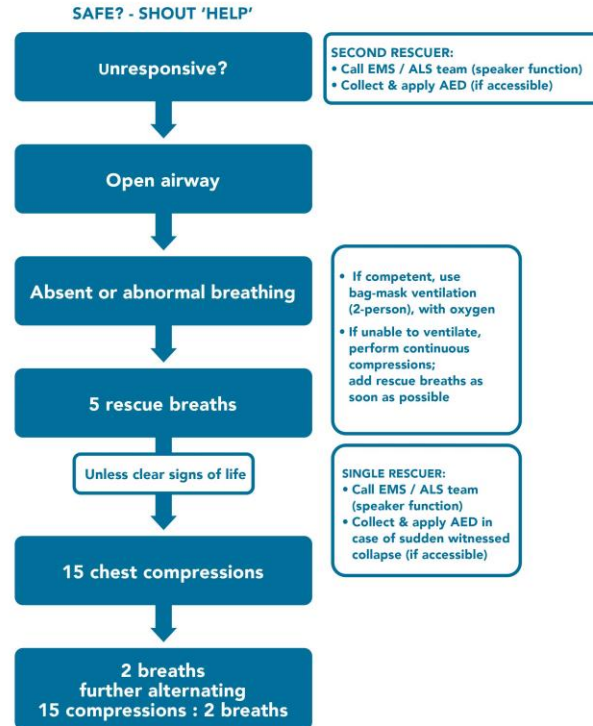 SAFE? - SHOUT 'HELP'
Unresponsive?
SECOND RESCUER:
• Call EMS / ALS team (speaker function)
• Collect & apply AED (if accessible)
Open airway
Absent or abnormal breathing
• If competent, use
bag-mask ventilation
(2-person), with oxygen
• If unable to ventilate,
perform continuous
compressions;
add rescue breaths as
soon as possible
5 rescue breaths
Unless clear signs of life
SINGLE RESCUER:
• Call EMS / ALS team
(speaker function)
• Collect & apply AED in
case of sudden witnessed
collapse (if accessible)
15 chest compressions
2 breaths
further alternating
15 compressions : 2 breaths